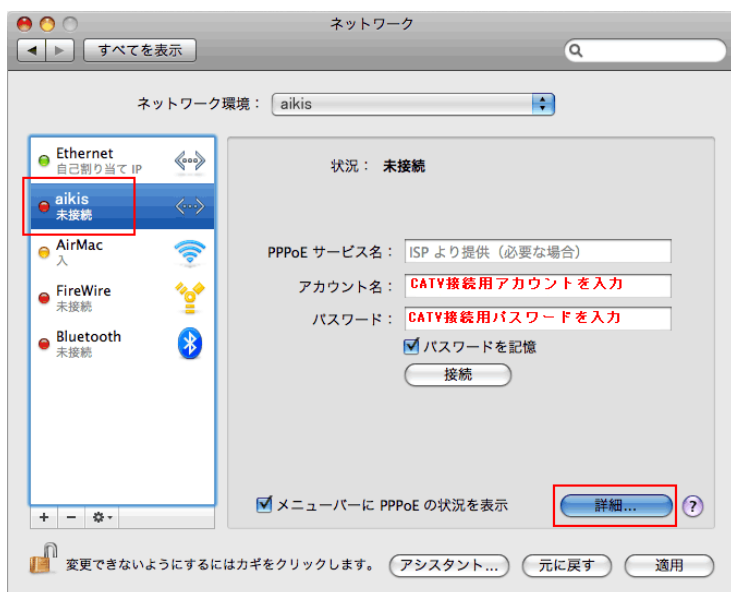 ネットワーク
すべてを表示
ネットワーク環境： aikis
Ethernet
自己割り当て IP
aikis
未接続
AirMac
入
FireWire
未接続
Bluetooth
未接続
状況： 未接続
PPPoE サービス名： ISP より提供（必要な場合）
アカウント名： CATV接続用アカウントを入力
パスワード： CATV接続用パスワードを入力
パスワードを記憶
接続
メニューバーに PPPoE の状況を表示
詳細... ?
変更できないようにするにはカギをクリックします。 アシスタント... 元に戻す 適用